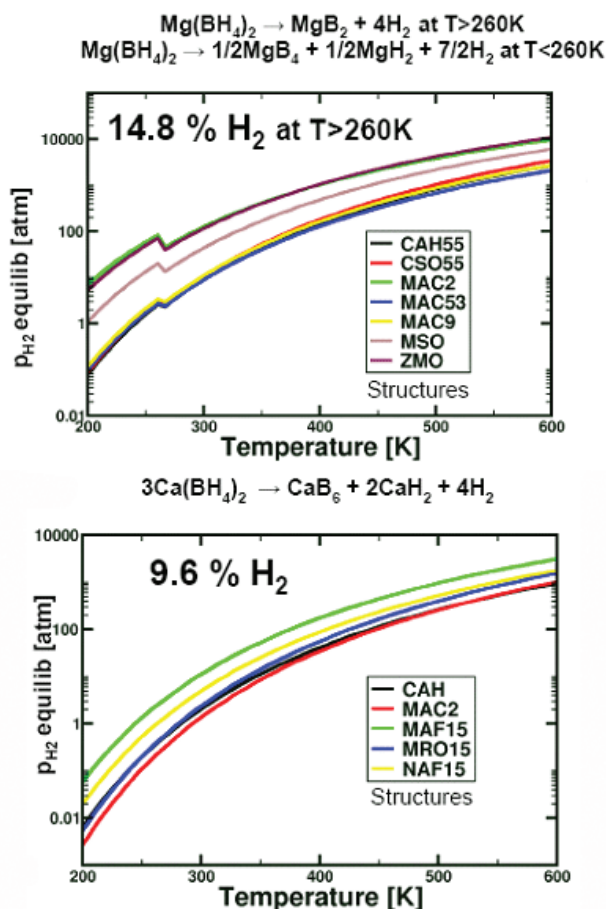 Mg(BH₄)₂ → MgB₂ + 4H₂ at T>260K
Mg(BH₄)₂ → 1/2MgB₄ + 1/2MgH₂ + 7/2H₂ at T<260K
14.8 % H₂ at T>260K
10000
100
1
0.01
p_H2 equilib [atm]
CAH55
CSO55
MAC2
MAC53
MAC9
MSO
ZMO
Structures
200 300 400 500 600
Temperature [K]
3Ca(BH₄)₂ → CaB₆ + 2CaH₂ + 4H₂
9.6 % H₂
10000
100
1
0.01
p_H2 equilib [atm]
CAH
MAC2
MAF15
MRO15
NAF15
Structures
200 300 400 500 600
Temperature [K]